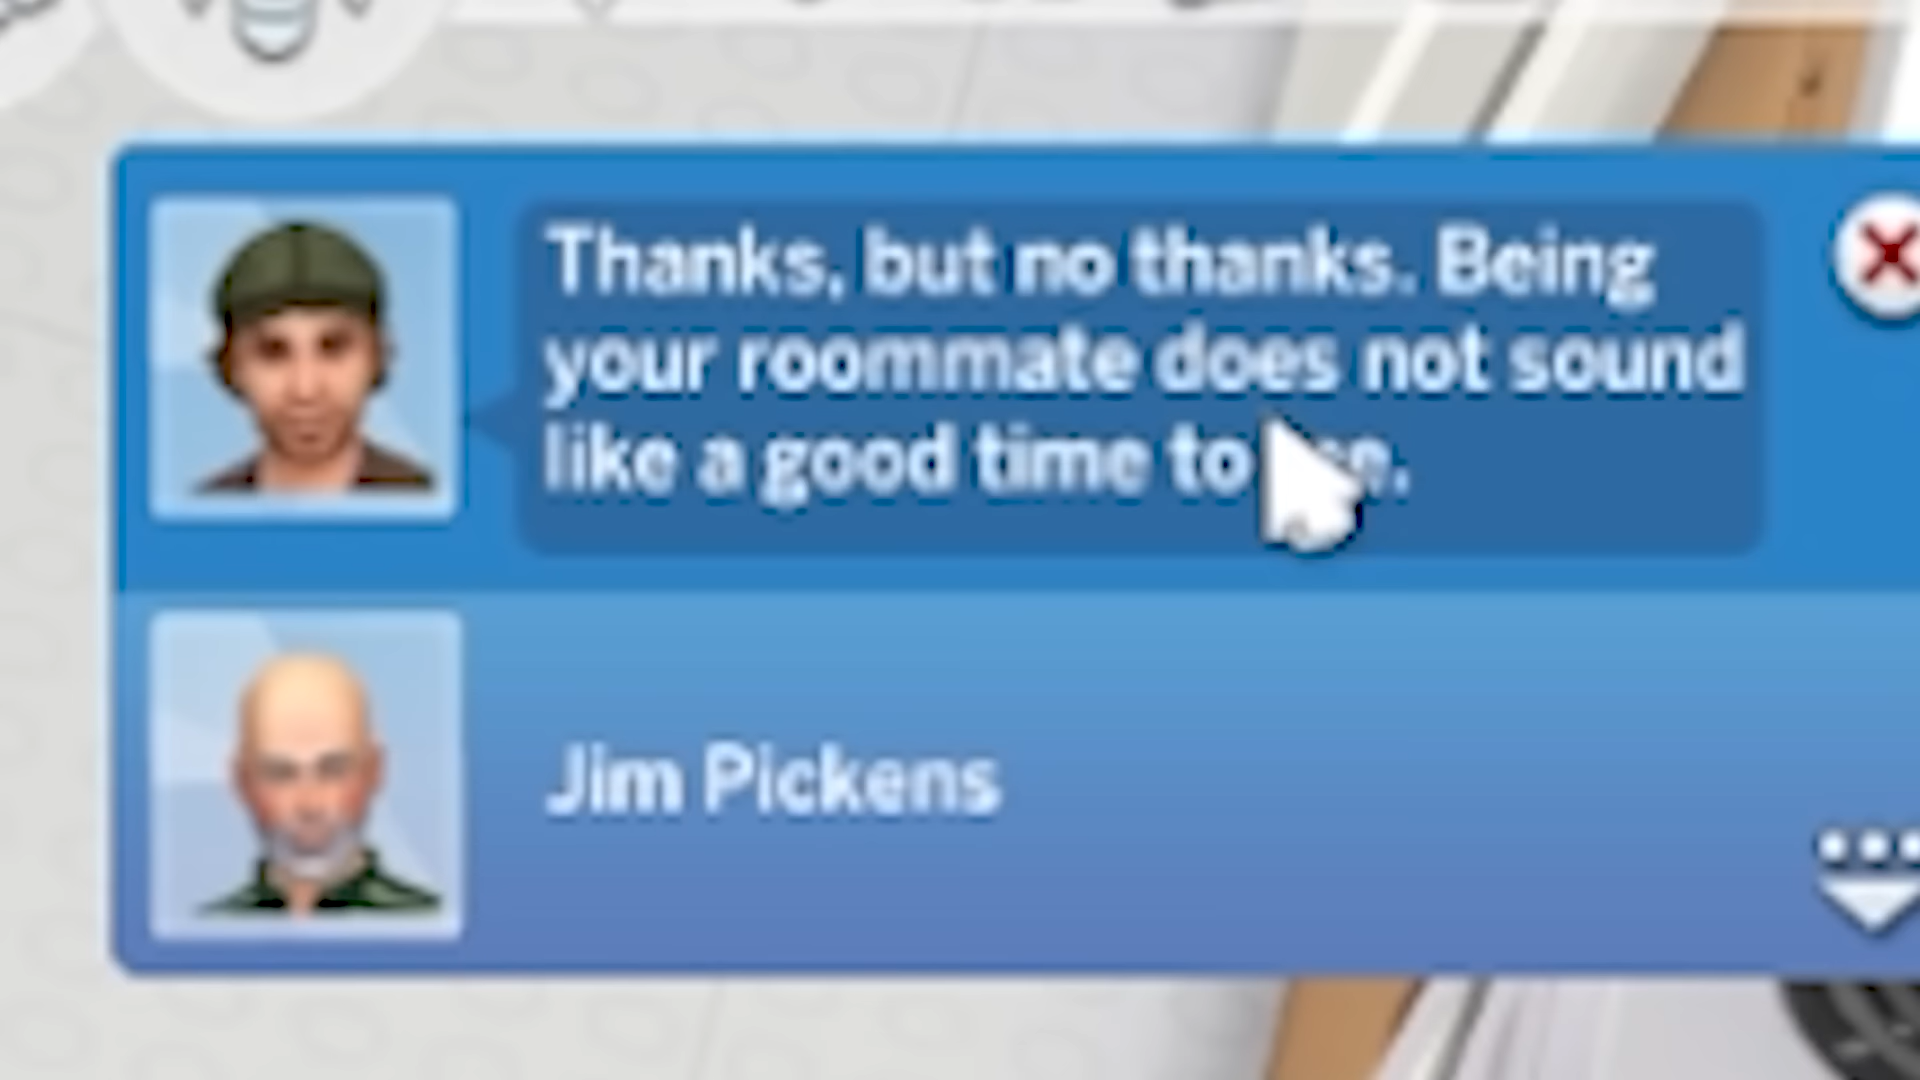 Thanks, but no thanks. Being
your roommate does not sound
like a good time to
Jim Pickens